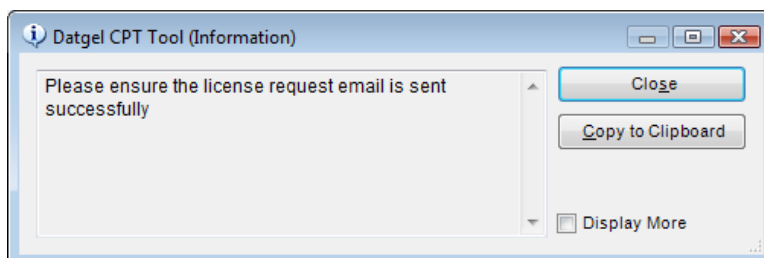 Datgel CPT Tool (Information)
Please ensure the license request email is sent
successfully
Close
Copy to Clipboard
Display More